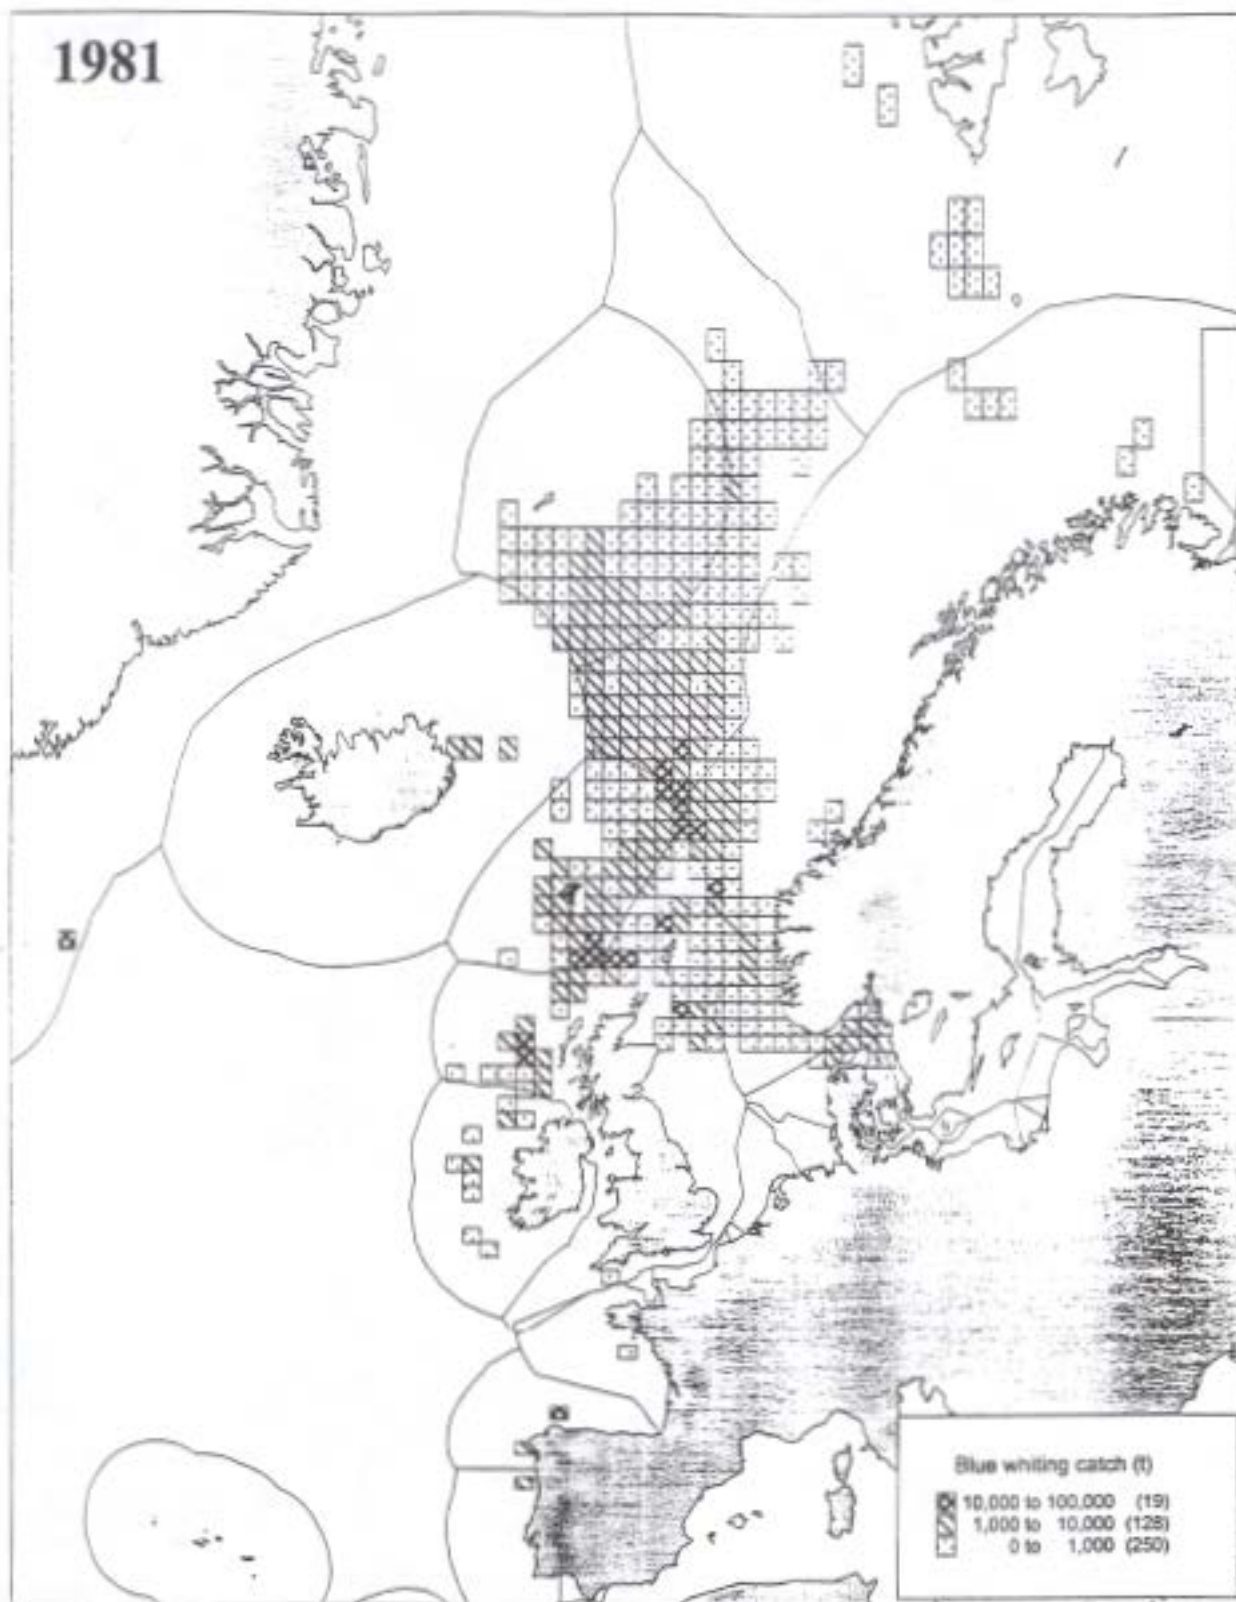 1981
Blue whiting catch (t)
10,000 to 100,000 (19)
1,000 to 10,000 (128)
0 to 1,000 (250)